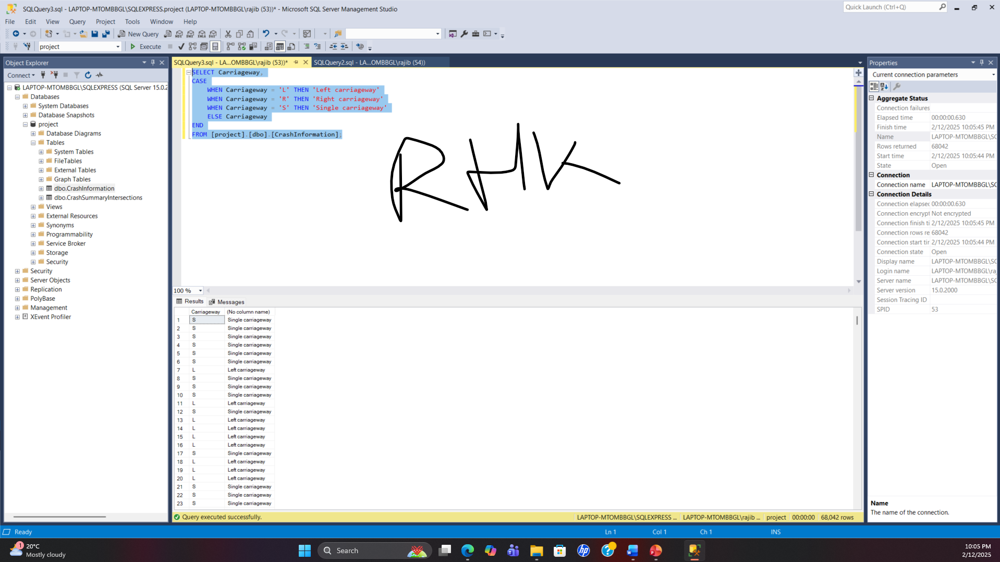 SQLQuery3.sql - LAPTOP-MTOMBBGL\SQLEXPRESS.project (LAPTOP-MTOMBBGL\rajib (53))* - Microsoft SQL Server Management Studio
Quick Launch (Ctrl+Q)
File Edit View Query Project Tools Window Help
New Query
MDX DMX XMLA DAX
project
Execute
Object Explorer
Connect
LAPTOP-MTOMBBGL\SQLEXPRESS (SQL Server 15.0.2
Databases
System Databases
Database Snapshots
project
Database Diagrams
Tables
System Tables
FileTables
External Tables
Graph Tables
dbo.CrashInformation
dbo.CrashSummaryIntersections
Views
External Resources
Synonyms
Programmability
Service Broker
Storage
Security
Security
Server Objects
Replication
PolyBase
Management
XEvent Profiler
SQLQuery3.sql - LA...OMBBGL\rajib (53))* SQLQuery2.sql - LA...OMBBGL\rajib (54))
SELECT Carriageway,
CASE
WHEN Carriageway = 'L' THEN 'Left carriageway'
WHEN Carriageway = 'R' THEN 'Right carriageway'
WHEN Carriageway = 'S' THEN 'Single carriageway'
ELSE Carriageway
END
FROM [project].[dbo].[CrashInformation];
RHK
100 %
Results Messages
Carriageway (No column name)
1 S Single carriageway
2 S Single carriageway
3 S Single carriageway
4 S Single carriageway
5 S Single carriageway
6 S Single carriageway
7 L Left carriageway
8 S Single carriageway
9 S Single carriageway
10 S Single carriageway
11 L Left carriageway
12 S Single carriageway
13 L Left carriageway
14 L Left carriageway
15 L Left carriageway
16 L Left carriageway
17 S Single carriageway
18 L Left carriageway
19 L Left carriageway
20 L Left carriageway
21 S Single carriageway
22 S Single carriageway
23 S Single carriageway
Query executed successfully. LAPTOP-MTOMBBGL\SQLEXPRESS ... LAPTOP-MTOMBBGL\rajib ... project 00:00:00 68,042 rows
Properties
Current connection parameters
Aggregate Status
Connection failures
Elapsed time 00:00:00.630
Finish time 2/12/2025 10:05:45 PM
Name LAPTOP-MTOMBBGL\SC
Rows returned 68042
Start time 2/12/2025 10:05:44 PM
State Open
Connection
Connection name LAPTOP-MTOMBBGL\SC
Connection Details
Connection elapsec 00:00:00.630
Connection encrypt Not encrypted
Connection finish ti 2/12/2025 10:05:45 PM
Connection rows re 68042
Connection start tir 2/12/2025 10:05:44 PM
Connection state Open
Display name LAPTOP-MTOMBBGL\SC
Login name LAPTOP-MTOMBBGL\ra
Server name LAPTOP-MTOMBBGL\SC
Server version 15.0.2000
Session Tracing ID
SPID 53
Name
The name of the connection.
Ready Ln 1 Col 1 Ch 1 INS
1
20°C
Mostly cloudy
Search
10:05 PM
2/12/2025